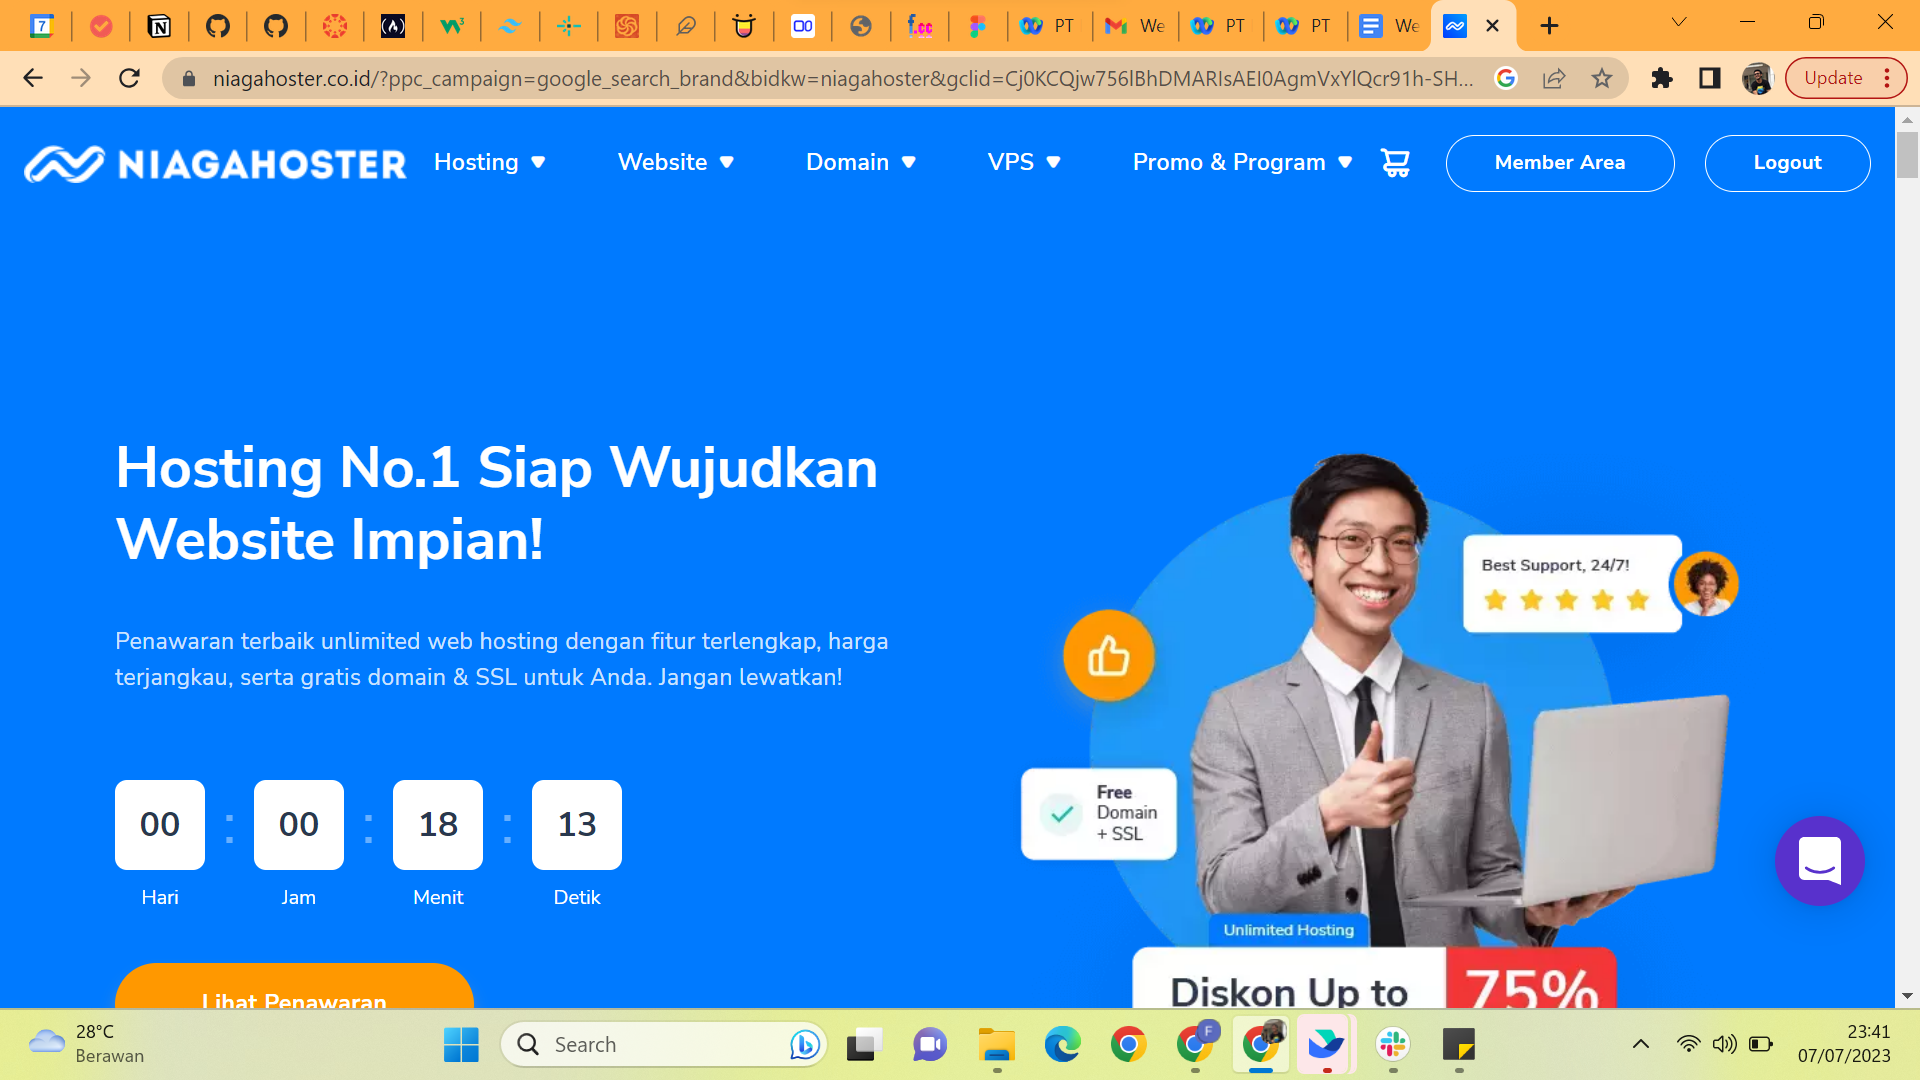 7
PT
We
PT
PT
We
niagahoster.co.id/?ppc_campaign=google_search_brand&bidkw=niagahoster&gclid=Cj0KCQjw756lBhDMARIsAEI0AgmVxYlQcr91h-SH...
Update
NIAGAHOSTER
Hosting
Website
Domain
VPS
Promo & Program
Member Area
Logout
Hosting No.1 Siap Wujudkan
Website Impian!
Penawaran terbaik unlimited web hosting dengan fitur terlengkap, harga
terjangkau, serta gratis domain & SSL untuk Anda. Jangan lewatkan!
00 : 00 : 18 : 13
Hari Jam Menit Detik
Lihat Penawaran
Best Support, 24/7!
Free
Domain
+ SSL
Unlimited Hosting
Diskon Up to
75%
28°C
Berawan
Search
F
23:41
07/07/2023